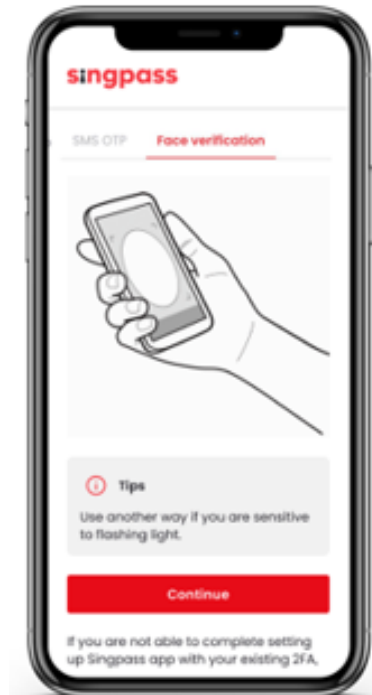 singpass
SMS OTP Face verification
Tips
Use another way if you are sensitive
to flashing light.
Continue
If you are not able to complete setting
up Singpass app with your existing 2FA,